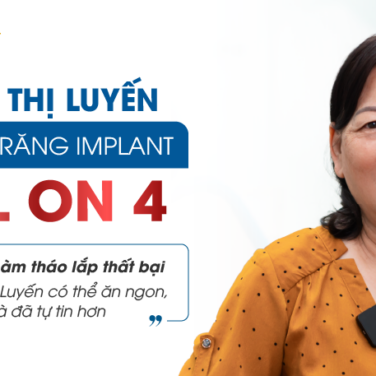 THỊ LUYẾN
RĂNG IMPLANT
ON 4
tháo lắp thất bại
Luyến có thể ăn ngon,
đã tự tin hơn
”